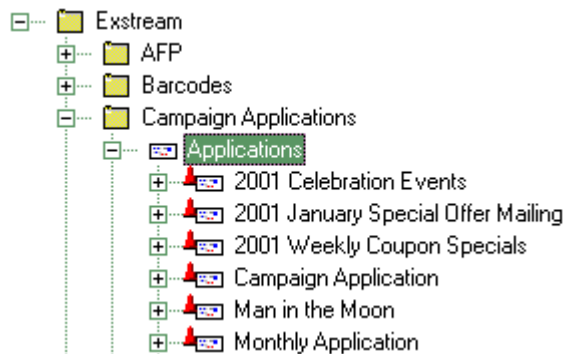 Exstream
AFP
Barcodes
Campaign Applications
Applications
2001 Celebration Events
2001 January Special Offer Mailing
2001 Weekly Coupon Specials
Campaign Application
Man in the Moon
Monthly Application